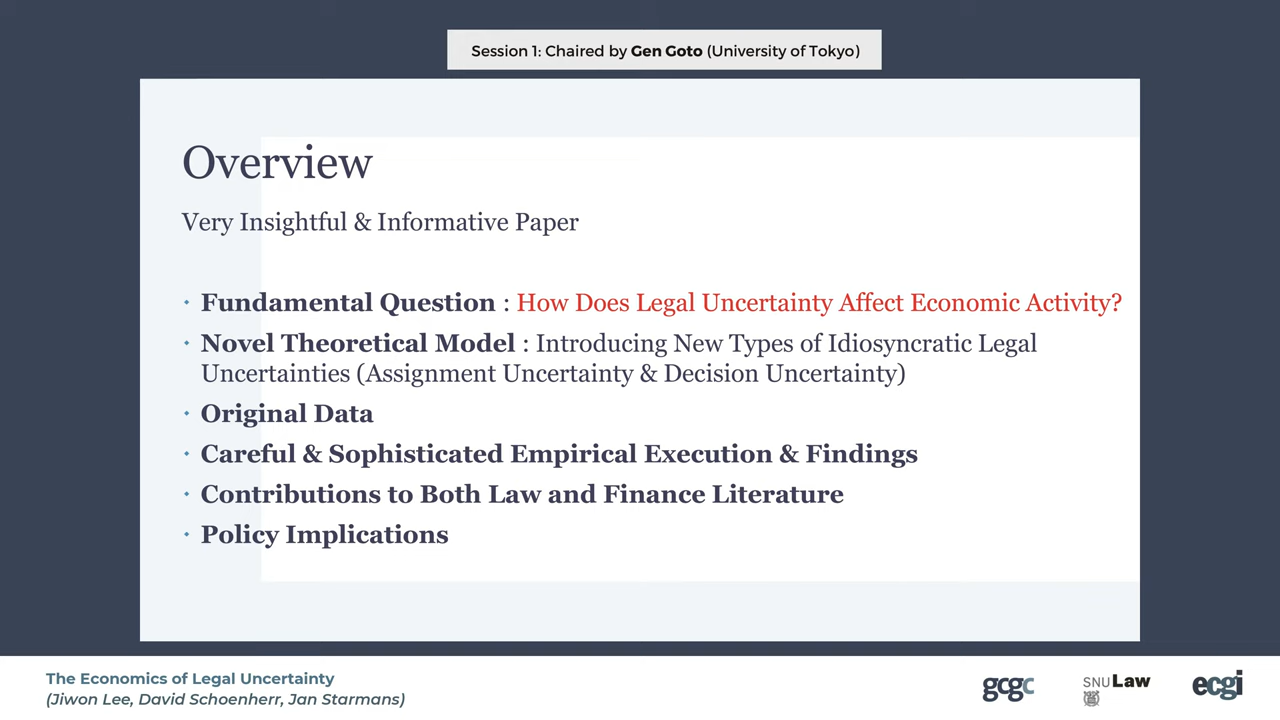 Session 1: Chaired by Gen Goto (University of Tokyo)
Overview
Very Insightful & Informative Paper
Fundamental Question : How Does Legal Uncertainty Affect Economic Activity?
Novel Theoretical Model : Introducing New Types of Idiosyncratic Legal
Uncertainties (Assignment Uncertainty & Decision Uncertainty)
Original Data
Careful & Sophisticated Empirical Execution & Findings
Contributions to Both Law and Finance Literature
Policy Implications
The Economics of Legal Uncertainty
(Jiwon Lee, David Schoenherr, Jan Starmans)
gcgc
SNU Law
ecgi